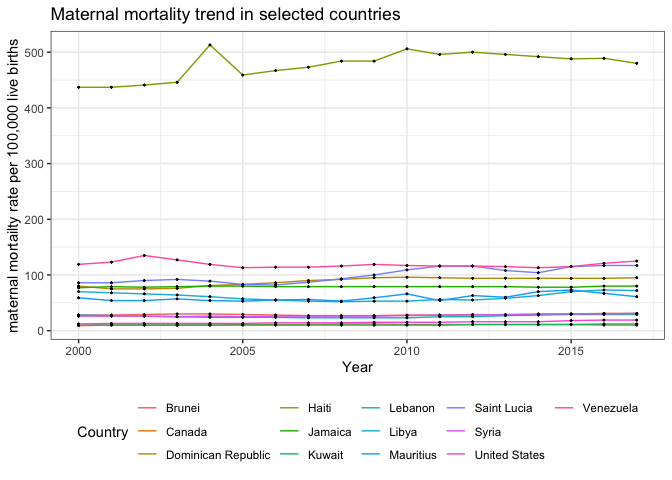 Maternal mortality trend in selected countries
maternal mortailty rate per 100,000 live births
500
400
300
200
100
0
2000 2005 2010 2015
Year
Country
Brunei Haiti Lebanon Saint Lucia Venezuela
Canada Jamaica Libya Syria
Dominican Republic Kuwait Mauritius United States